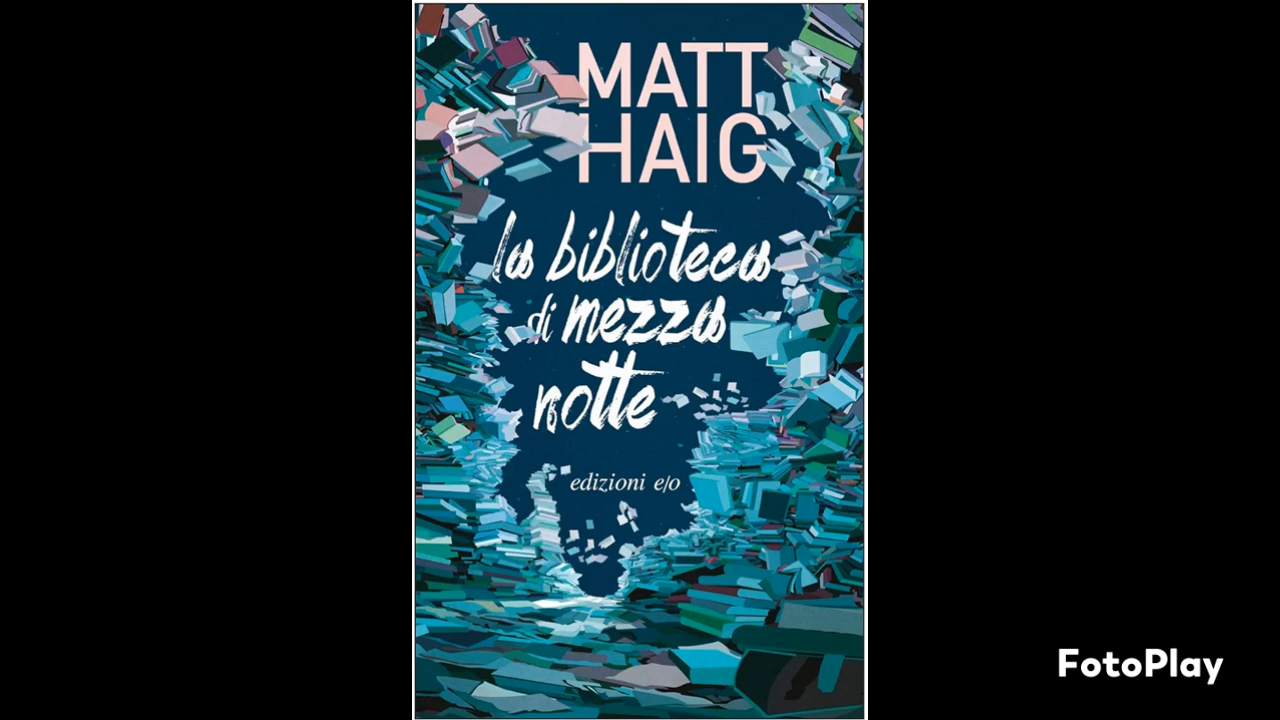 MATT
HAIG
la biblioteca
di mezza
notte
edizioni e/o
FotoPlay